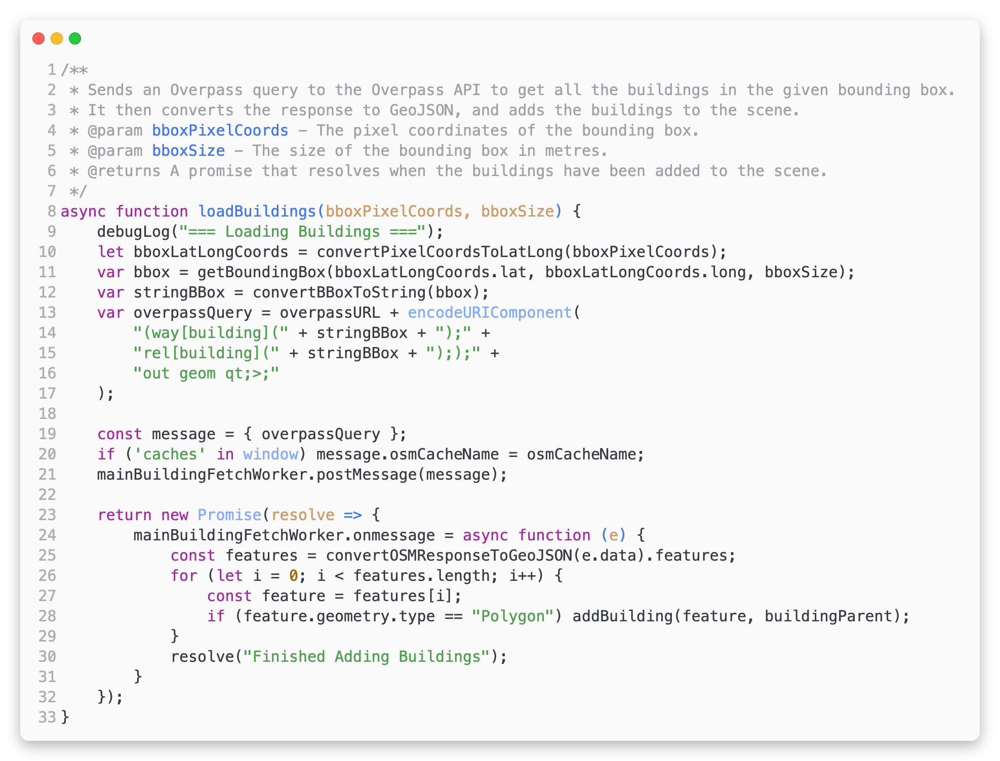 1 /**
2  * Sends an Overpass query to the Overpass API to get all the buildings in the given bounding box.
3  * It then converts the response to GeoJSON, and adds the buildings to the scene.
4  * @param bboxPixelCoords - The pixel coordinates of the bounding box.
5  * @param bboxSize - The size of the bounding box in metres.
6  * @returns A promise that resolves when the buildings have been added to the scene.
7  */
8 async function loadBuildings(bboxPixelCoords, bboxSize) {
9     debugLog("=== Loading Buildings ===");
10     let bboxLatLongCoords = convertPixelCoordsToLatLong(bboxPixelCoords);
11     var bbox = getBoundingBox(bboxLatLongCoords.lat, bboxLatLongCoords.long, bboxSize);
12     var stringBBox = convertBBoxToString(bbox);
13     var overpassQuery = overpassURL + encodeURIComponent(
14         "(way[building](" + stringBBox + ");" +
15         "rel[building](" + stringBBox + "););" +
16         "out geom qt;>;"
17     );
18
19     const message = { overpassQuery };
20     if ('caches' in window) message.osmCacheName = osmCacheName;
21     mainBuildingFetchWorker.postMessage(message);
22
23     return new Promise(resolve => {
24         mainBuildingFetchWorker.onmessage = async function (e) {
25             const features = convertOSMResponseToGeoJSON(e.data).features;
26             for (let i = 0; i < features.length; i++) {
27                 const feature = features[i];
28                 if (feature.geometry.type == "Polygon") addBuilding(feature, buildingParent);
29             }
30             resolve("Finished Adding Buildings");
31         }
32     });
33 }